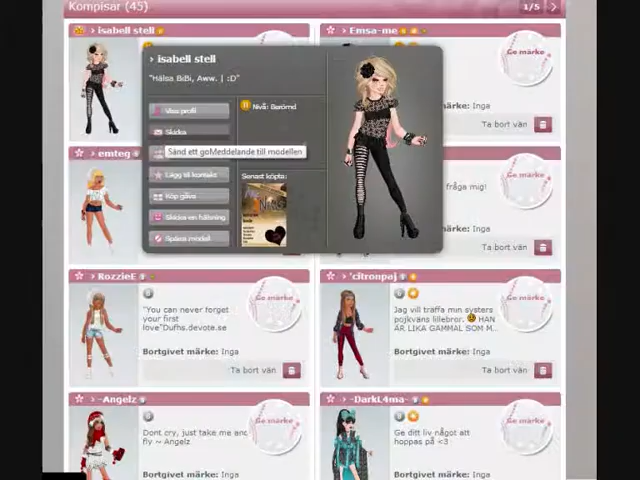 Kompisar (45)
1/5
isabell stell
Emsa-me
Ge märke
isabell stell
"Hälsa BiBi, Aww. | :D"
Visa profil
Nivå: Berömd
märke: Inga
Skicka
Ta bort vän
Sänd ett goMeddelande till modellen
emteg
Lägg till kontakt
Senast köpta:
fråga mig!
Ge märke
Köp gåva
märke: Inga
Skicka en hälsning
Ta bort vän
Spärra modell
RozzieE
'citronpaj
"You can never forget
your first
love"Dufhs.devote.se
Ge märke
Jag vill träffa min systers
pojkväns lillebror. HAN
ÄR LIKA GAMMAL SOM M...
Ge märke
Bortgivet märke: Inga
Bortgivet märke: Inga
Ta bort vän
Ta bort vän
-Angelz
-DarkL4ma-
Dont cry, just take me and
fly ~ Angelz
Ge märke
Ge ditt liv något att
hoppas på <3
Ge märke
Bortgivet märke: Inga
Bortgivet märke: Inga